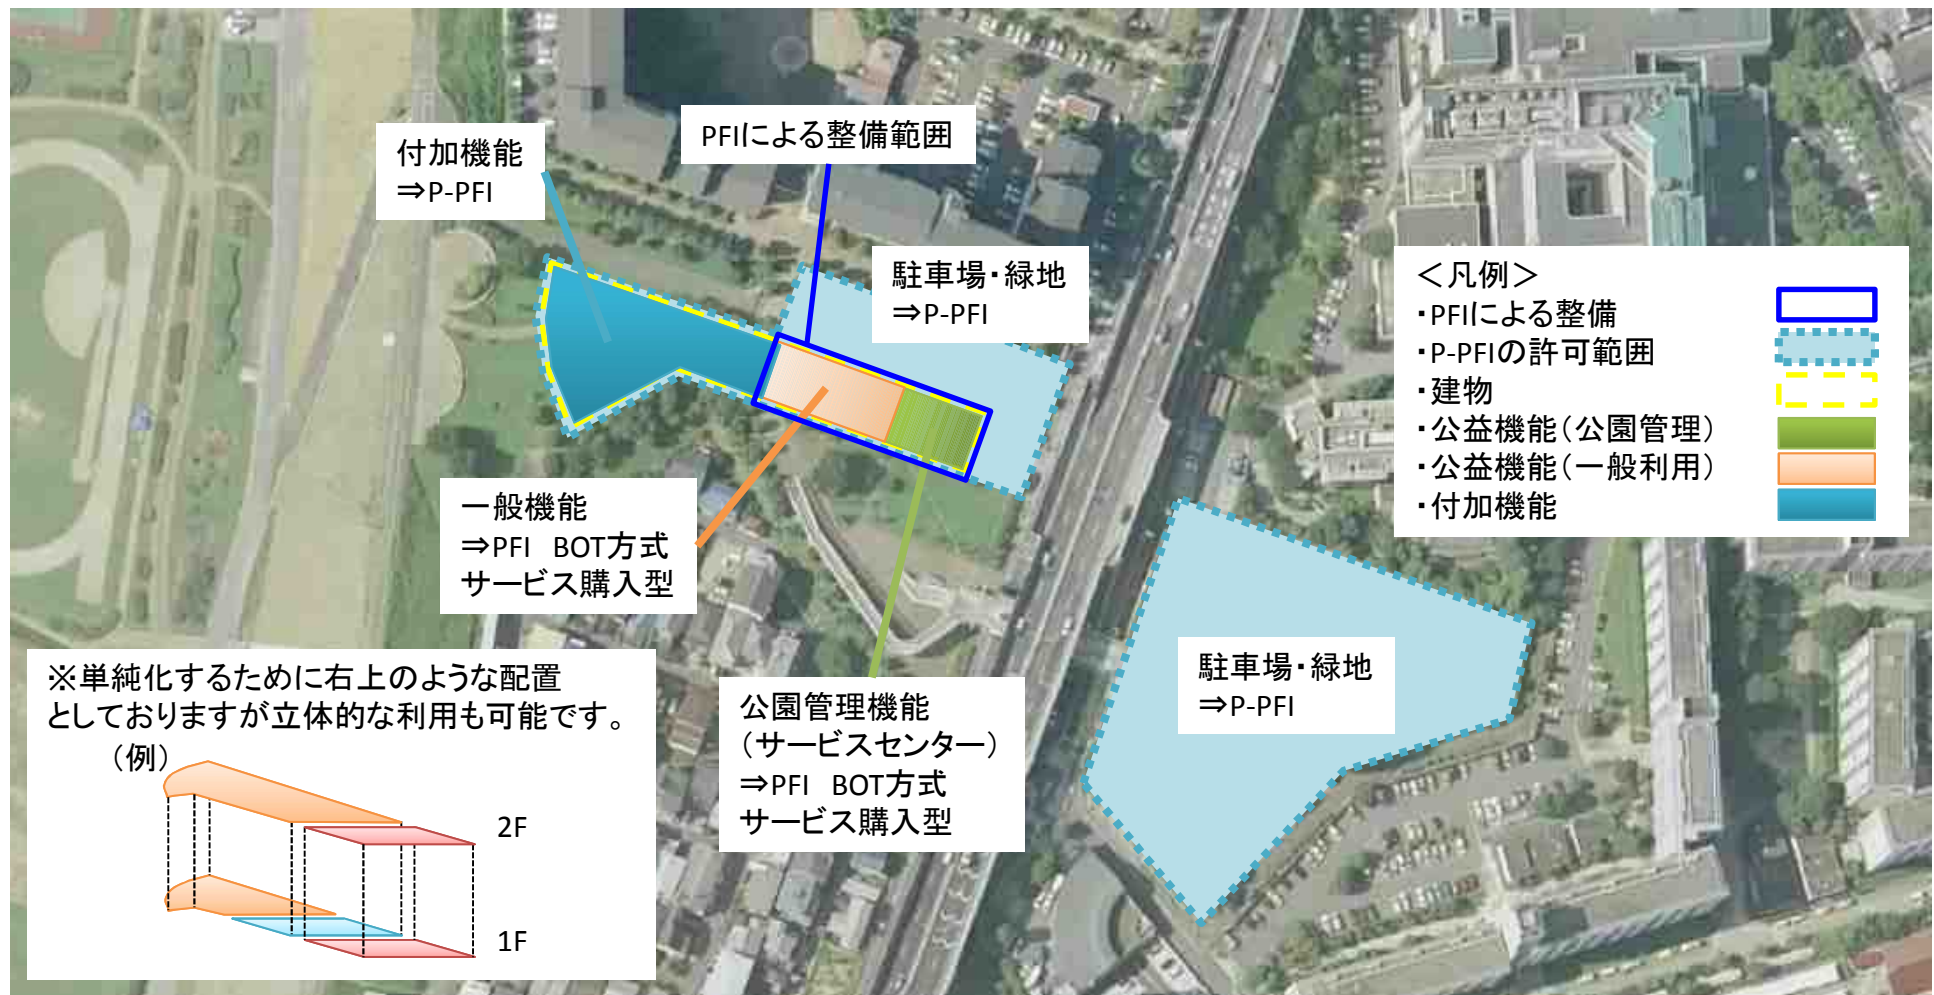 PFIによる整備範囲
付加機能
⇒P-PFI
駐車場・緑地
⇒P-PFI
＜凡例＞
・PFIによる整備
・P-PFIの許可範囲
・建物
・公益機能（公園管理）
・公益機能（一般利用）
・付加機能
一般機能
⇒PFI　BOT方式
サービス購入型
公園管理機能
（サービスセンター）
⇒PFI　BOT方式
サービス購入型
駐車場・緑地
⇒P-PFI
※単純化するために右上のような配置
としておりますが立体的な利用も可能です。
（例）
2F
1F